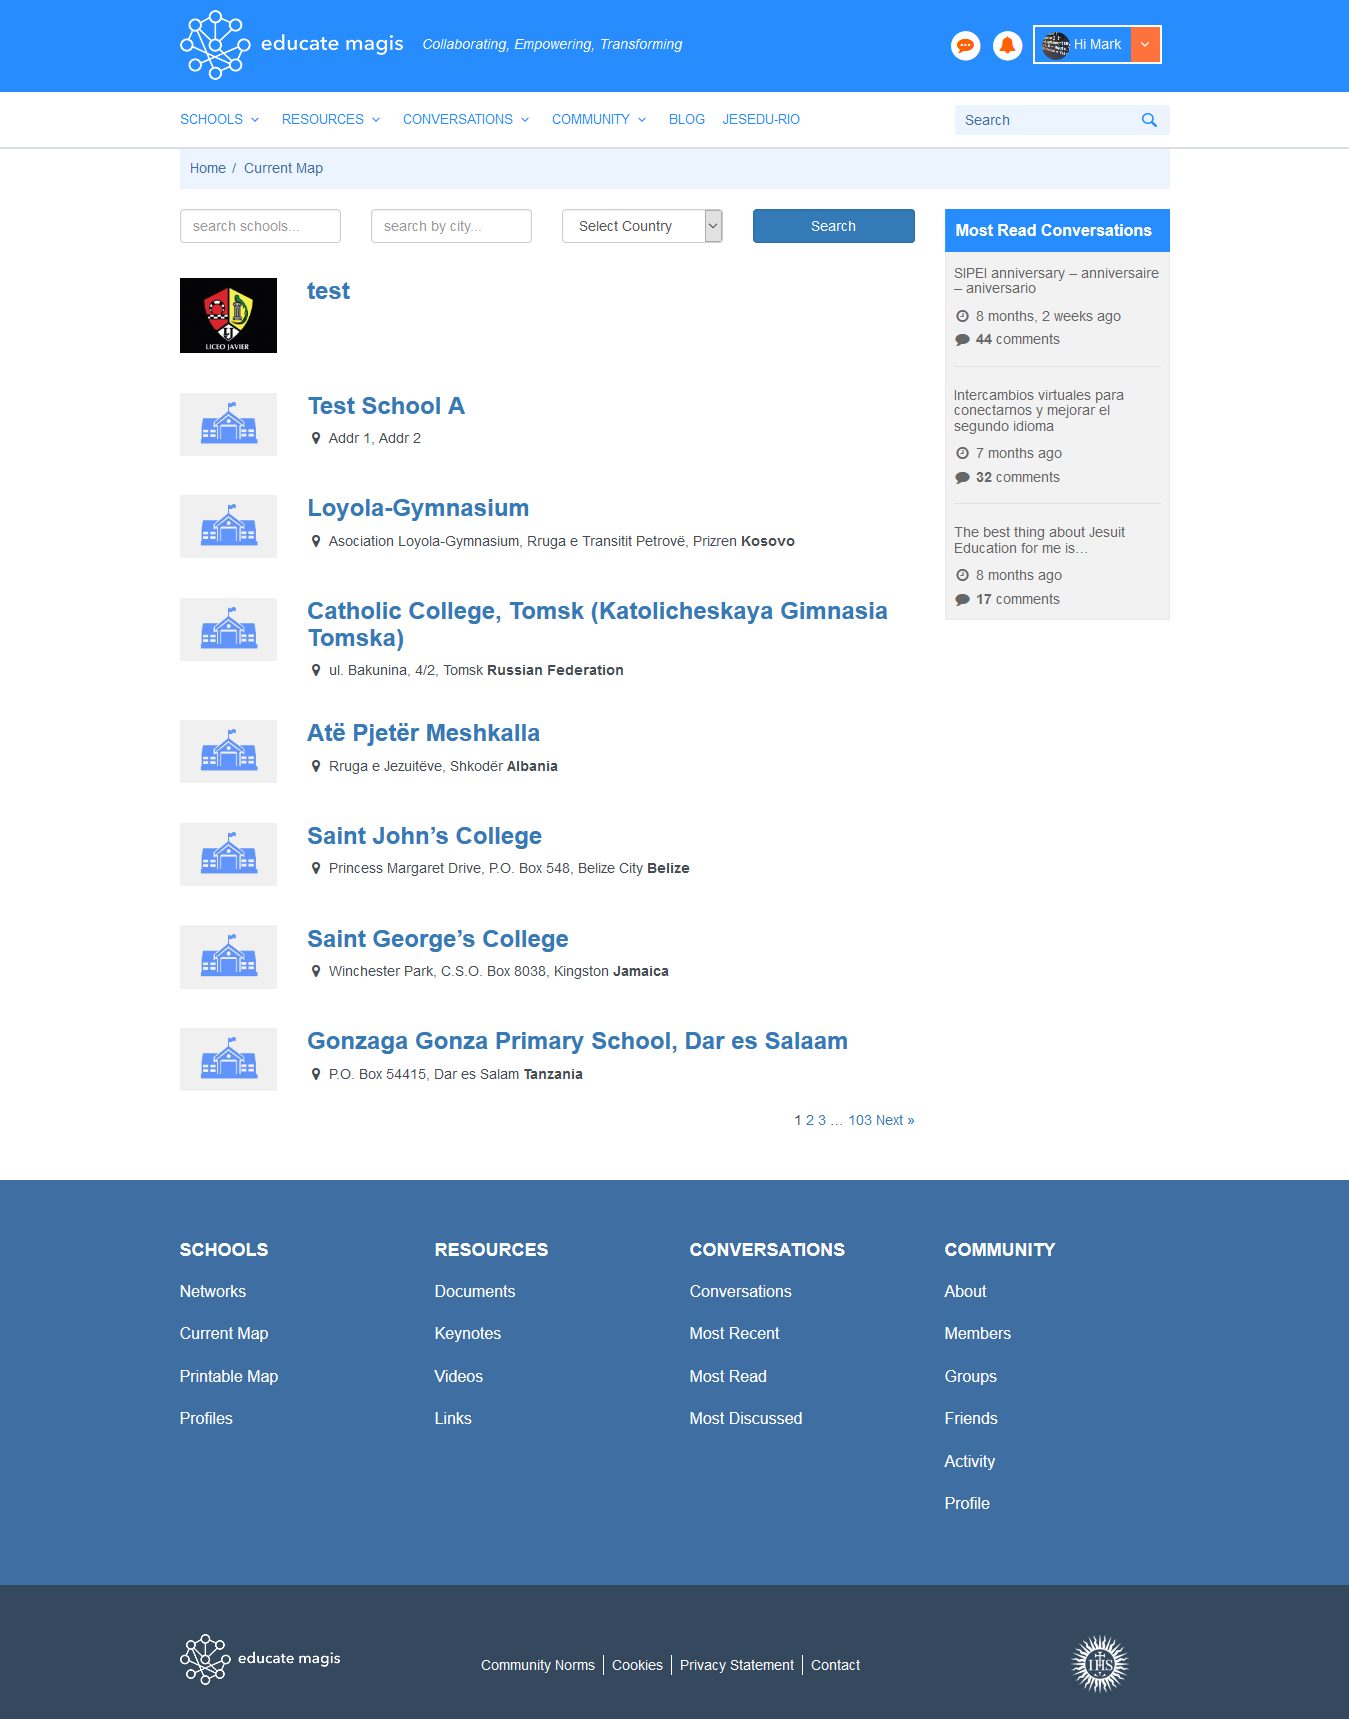 educate magis
Collaborating, Empowering, Transforming
Hi Mark
SCHOOLS
RESOURCES
CONVERSATIONS
COMMUNITY
BLOG
JESEDU-RIO
Search
Home / Current Map
search schools...
search by city...
Select Country
Search
LICEO JAVIER
test
Test School A
Addr 1, Addr 2
Loyola-Gymnasium
Asociation Loyola-Gymnasium, Rruga e Transitit Petrovë, Prizren Kosovo
Catholic College, Tomsk (Katolicheskaya Gimnasia
Tomska)
ul. Bakunina, 4/2, Tomsk Russian Federation
Atë Pjetër Meshkalla
Rruga e Jezuitëve, Shkodër Albania
Saint John’s College
Princess Margaret Drive, P.O. Box 548, Belize City Belize
Saint George’s College
Winchester Park, C.S.O. Box 8038, Kingston Jamaica
Gonzaga Gonza Primary School, Dar es Salaam
P.O. Box 54415, Dar es Salam Tanzania
1 2 3 … 103 Next »
Most Read Conversations
SIPEI anniversary – anniversaire
– aniversario
8 months, 2 weeks ago
44 comments
Intercambios virtuales para
conectarnos y mejorar el
segundo idioma
7 months ago
32 comments
The best thing about Jesuit
Education for me is…
8 months ago
17 comments
SCHOOLS
Networks
Current Map
Printable Map
Profiles
RESOURCES
Documents
Keynotes
Videos
Links
CONVERSATIONS
Conversations
Most Recent
Most Read
Most Discussed
COMMUNITY
About
Members
Groups
Friends
Activity
Profile
educate magis
Community Norms
Cookies
Privacy Statement
Contact
IHS